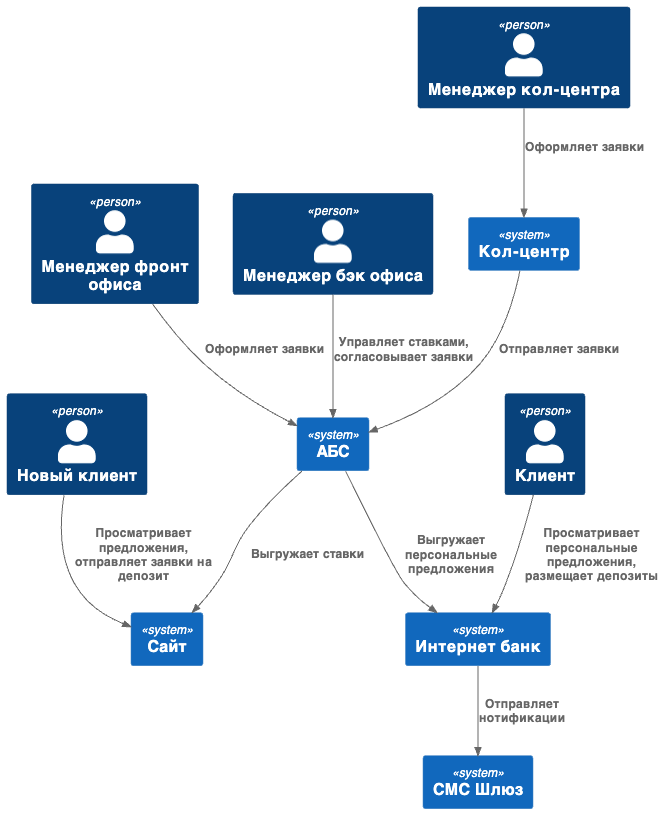 «person»
Менеджер кол-центра
Оформляет заявки
«person»
Менеджер фронт
офиса
«person»
Менеджер бэк офиса
«system»
Кол-центр
Оформляет заявки
Управляет ставками,
согласовывает заявки
Отправляет заявки
«person»
Новый клиент
«system»
АБС
«person»
Клиент
Просматривает
предложения,
отправляет заявки на
депозит
Выгружает ставки
Выгружает
персональные
предложения
Просматривает
персональные
предложения,
размещает депозиты
«system»
Сайт
«system»
Интернет банк
Отправляет
нотификации
«system»
СМС Шлюз